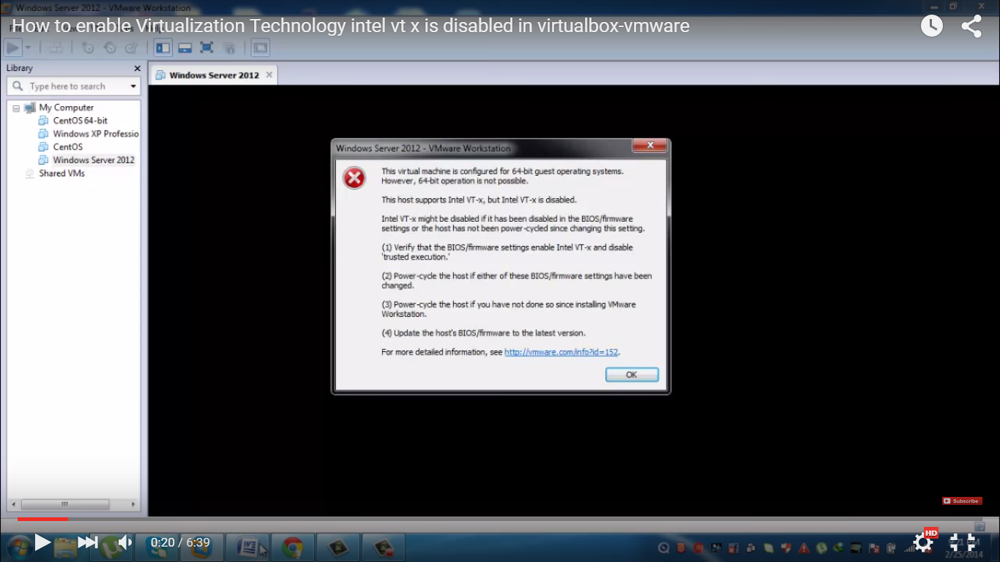 Windows Server 2012 - VMware Workstation
How to enable Virtualization Technology intel vt x is disabled in virtualbox-vmware
Library
Type here to search
My Computer
CentOS 64-bit
Windows XP Professio
CentOS
Windows Server 2012
Shared VMs
Windows Server 2012
Windows Server 2012 - VMware Workstation
This virtual machine is configured for 64-bit guest operating systems.
However, 64-bit operation is not possible.
This host supports Intel VT-x, but Intel VT-x is disabled.
Intel VT-x might be disabled if it has been disabled in the BIOS/firmware
settings or the host has not been power-cycled since changing this setting.
(1) Verify that the BIOS/firmware settings enable Intel VT-x and disable
'trusted execution.'
(2) Power-cycle the host if either of these BIOS/firmware settings have been
changed.
(3) Power-cycle the host if you have not done so since installing VMware
Workstation.
(4) Update the host's BIOS/firmware to the latest version.
For more detailed information, see http://vmware.com/info?id=152.
OK
Subscribe
0:20 / 6:39
HD
2/25/2014